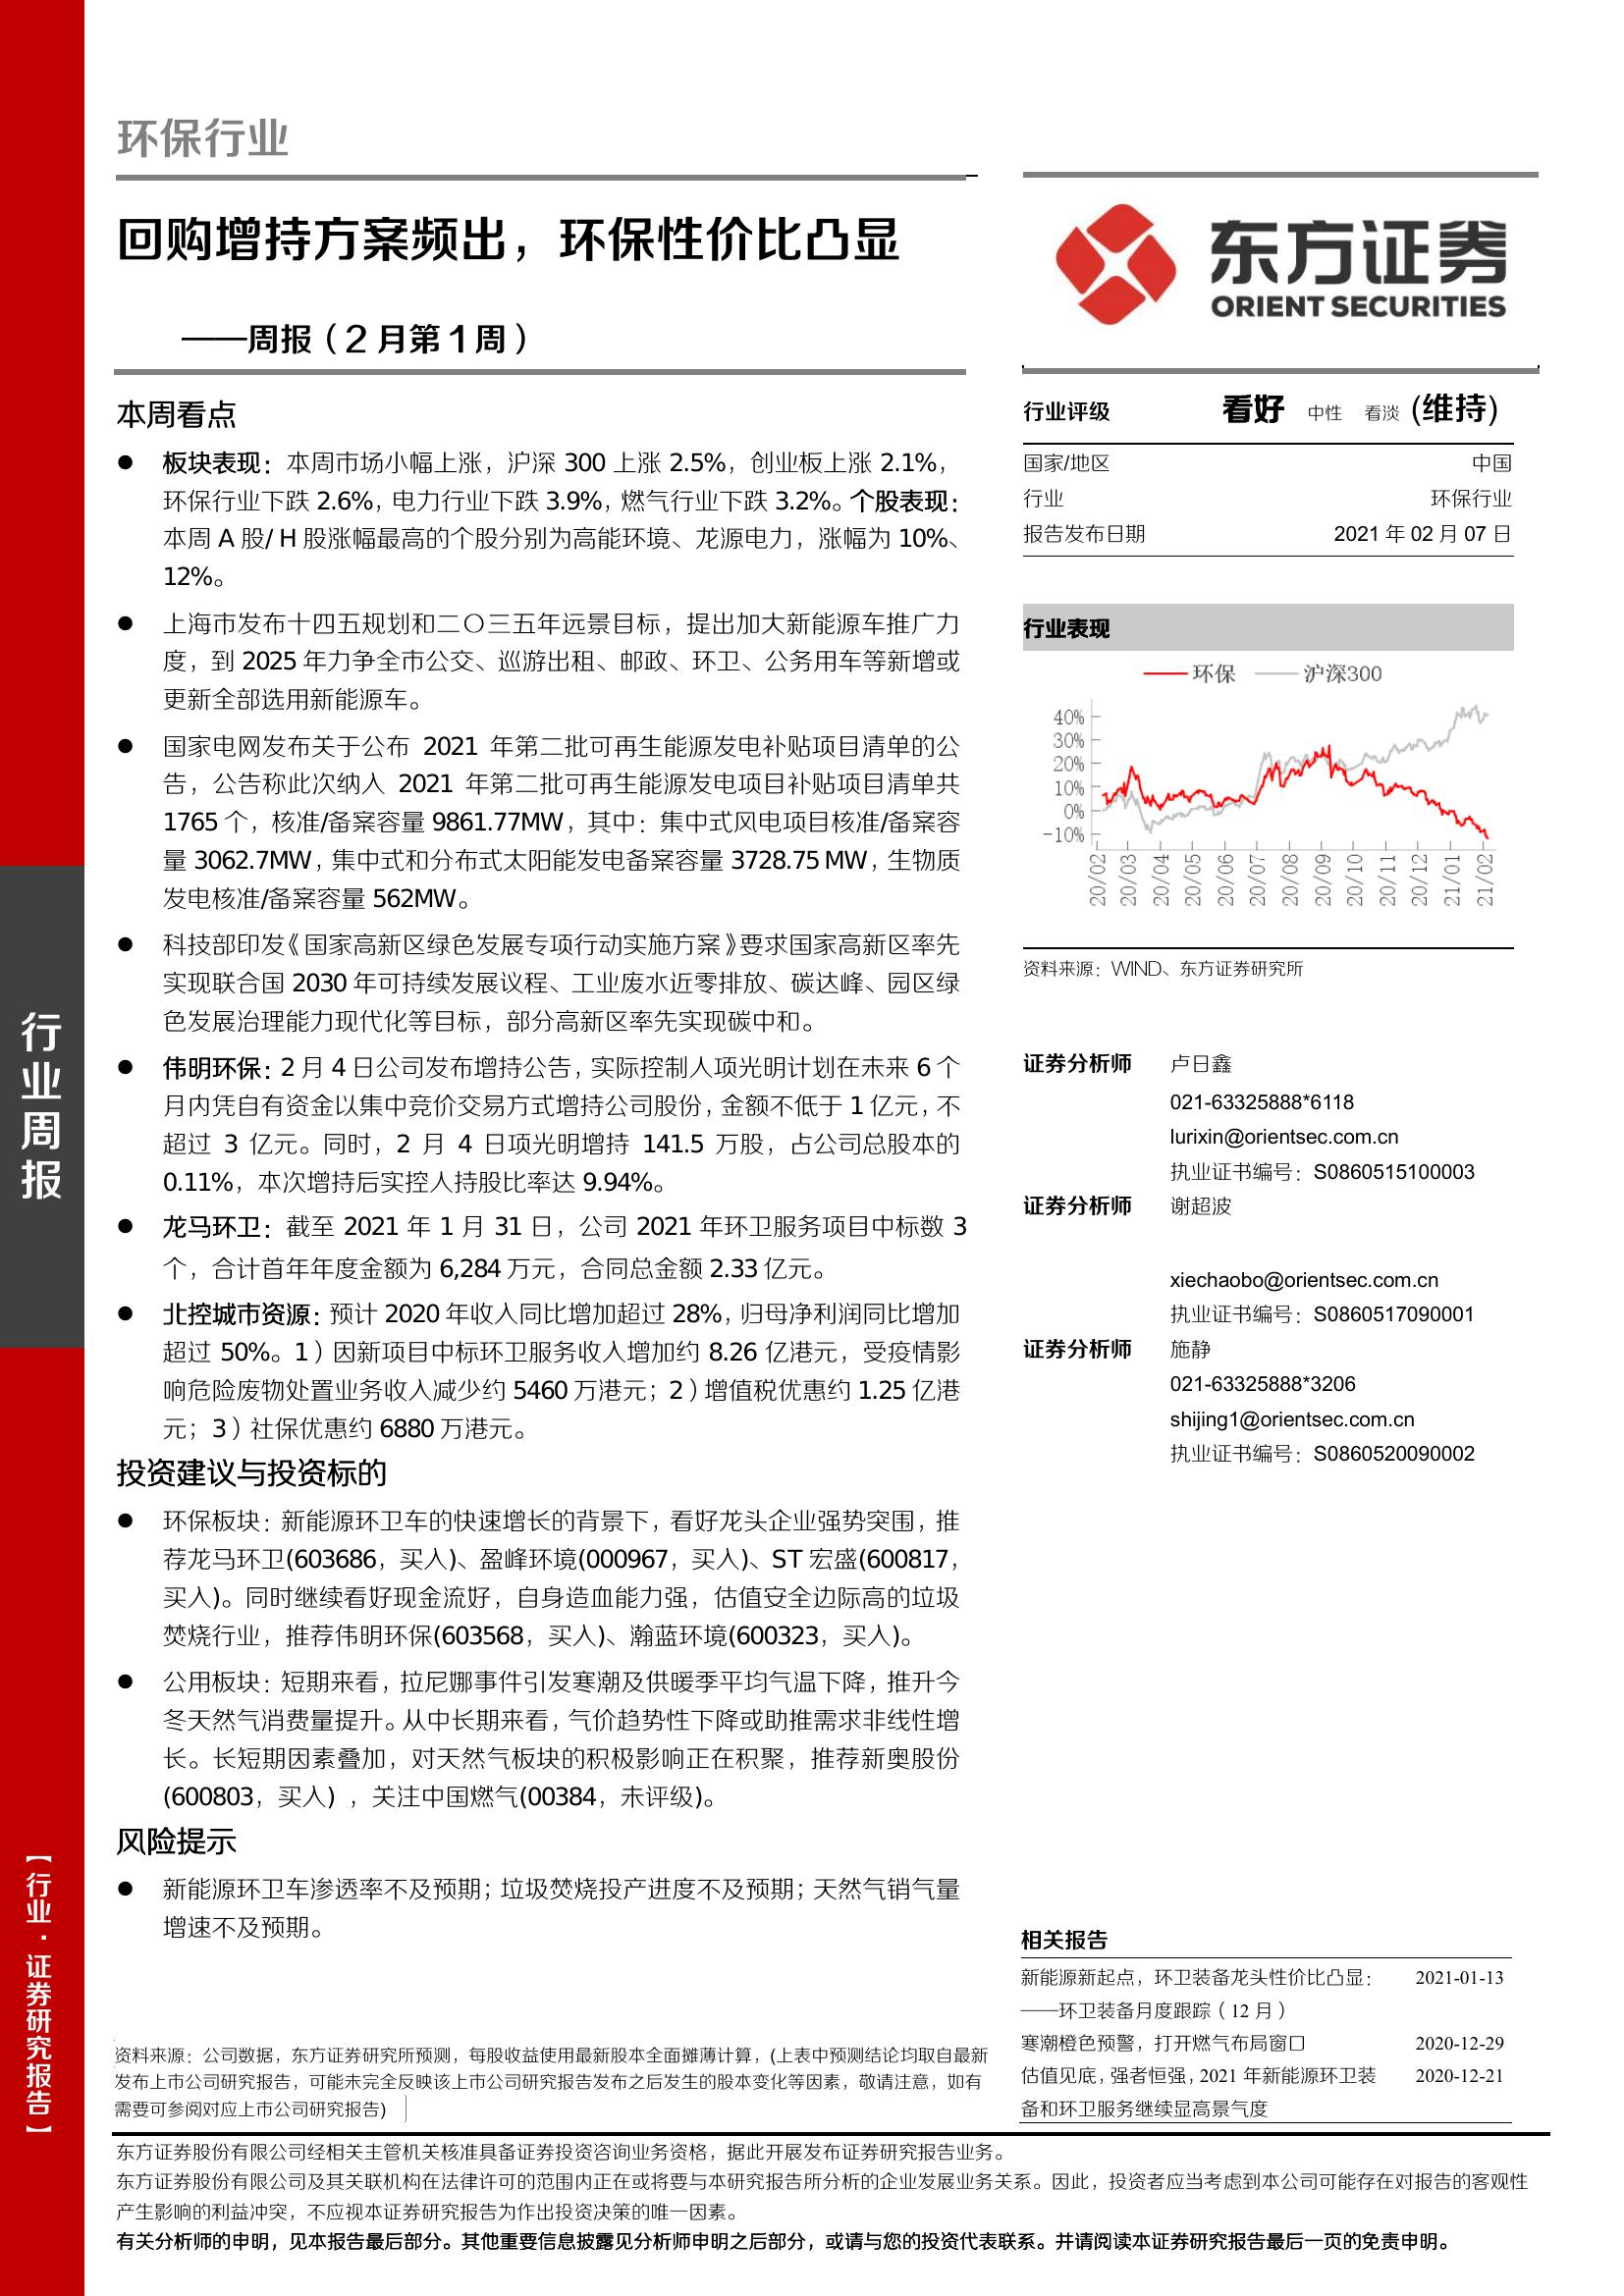 环保行业
回购增持方案频出，环保性价比凸显
——周报（2 月第 1 周）
本周看点
● 板块表现：本周市场小幅上涨，沪深 300 上涨 2.5%，创业板上涨 2.1%，
环保行业下跌 2.6%，电力行业下跌 3.9%，燃气行业下跌 3.2%。个股表现：
本周 A 股/ H 股涨幅最高的个股分别为高能环境、龙源电力，涨幅为 10%、
12%。
● 上海市发布十四五规划和二〇三五年远景目标，提出加大新能源车推广力
度，到 2025 年力争全市公交、巡游出租、邮政、环卫、公务用车等新增或
更新全部选用新能源车。
● 国家电网发布关于公布 2021 年第二批可再生能源发电补贴项目清单的公
告，公告称此次纳入 2021 年第二批可再生能源发电项目补贴项目清单共
1765 个，核准/备案容量 9861.77MW，其中：集中式风电项目核准/备案容
量 3062.7MW，集中式和分布式太阳能发电备案容量 3728.75 MW，生物质
发电核准/备案容量 562MW。
● 科技部印发《国家高新区绿色发展专项行动实施方案》要求国家高新区率先
实现联合国 2030 年可持续发展议程、工业废水近零排放、碳达峰、园区绿
色发展治理能力现代化等目标，部分高新区率先实现碳中和。
● 伟明环保：2 月 4 日公司发布增持公告，实际控制人项光明计划在未来 6 个
月内凭自有资金以集中竞价交易方式增持公司股份，金额不低于 1 亿元，不
超过 3 亿元。同时，2 月 4 日项光明增持 141.5 万股，占公司总股本的
0.11%，本次增持后实控人持股比率达 9.94%。
● 龙马环卫：截至 2021 年 1 月 31 日，公司 2021 年环卫服务项目中标数 3
个，合计首年年度金额为 6,284 万元，合同总金额 2.33 亿元。
● 北控城市资源：预计 2020 年收入同比增加超过 28%，归母净利润同比增加
超过 50%。1）因新项目中标环卫服务收入增加约 8.26 亿港元，受疫情影
响危险废物处置业务收入减少约 5460 万港元；2）增值税优惠约 1.25 亿港
元；3）社保优惠约 6880 万港元。
投资建议与投资标的
● 环保板块：新能源环卫车的快速增长的背景下，看好龙头企业强势突围，推
荐龙马环卫(603686，买入)、盈峰环境(000967，买入)、ST 宏盛(600817，
买入)。同时继续看好现金流好，自身造血能力强，估值安全边际高的垃圾
焚烧行业，推荐伟明环保(603568，买入)、瀚蓝环境(600323，买入)。
● 公用板块：短期来看，拉尼娜事件引发寒潮及供暖季平均气温下降，推升今
冬天然气消费量提升。从中长期来看，气价趋势性下降或助推需求非线性增
长。长短期因素叠加，对天然气板块的积极影响正在积聚，推荐新奥股份
(600803，买入) ，关注中国燃气(00384，未评级)。
风险提示
● 新能源环卫车渗透率不及预期；垃圾焚烧投产进度不及预期；天然气销气量
增速不及预期。
资料来源：公司数据，东方证券研究所预测，每股收益使用最新股本全面摊薄计算，(上表中预测结论均取自最新
发布上市公司研究报告，可能未完全反映该上市公司研究报告发布之后发生的股本变化等因素，敬请注意，如有
需要可参阅对应上市公司研究报告)
东方证券
ORIENT SECURITIES
行业评级 看好 中性 看淡 (维持)
国家/地区 中国
行业 环保行业
报告发布日期 2021 年 02 月 07 日
行业表现
环保 沪深300
40%
30%
20%
10%
0%
-10%
20/02 20/03 20/04 20/05 20/06 20/07 20/08 20/09 20/10 20/11 20/12 21/01 21/02
资料来源：WIND、东方证券研究所
证券分析师 卢日鑫
021-63325888*6118
lurixin@orientsec.com.cn
执业证书编号：S0860515100003
证券分析师 谢超波
xiechaobo@orientsec.com.cn
执业证书编号：S0860517090001
证券分析师 施静
021-63325888*3206
shijing1@orientsec.com.cn
执业证书编号：S0860520090002
相关报告
新能源新起点，环卫装备龙头性价比凸显： 2021-01-13
——环卫装备月度跟踪（12 月）
寒潮橙色预警，打开燃气布局窗口 2020-12-29
估值见底，强者恒强，2021 年新能源环卫装 2020-12-21
备和环卫服务继续显高景气度
东方证券股份有限公司经相关主管机关核准具备证券投资咨询业务资格，据此开展发布证券研究报告业务。
东方证券股份有限公司及其关联机构在法律许可的范围内正在或将要与本研究报告所分析的企业发展业务关系。因此，投资者应当考虑到本公司可能存在对报告的客观性
产生影响的利益冲突，不应视本证券研究报告为作出投资决策的唯一因素。
有关分析师的申明，见本报告最后部分。其他重要信息披露见分析师申明之后部分，或请与您的投资代表联系。并请阅读本证券研究报告最后一页的免责申明。
行业周报
【行业·证券研究报告】